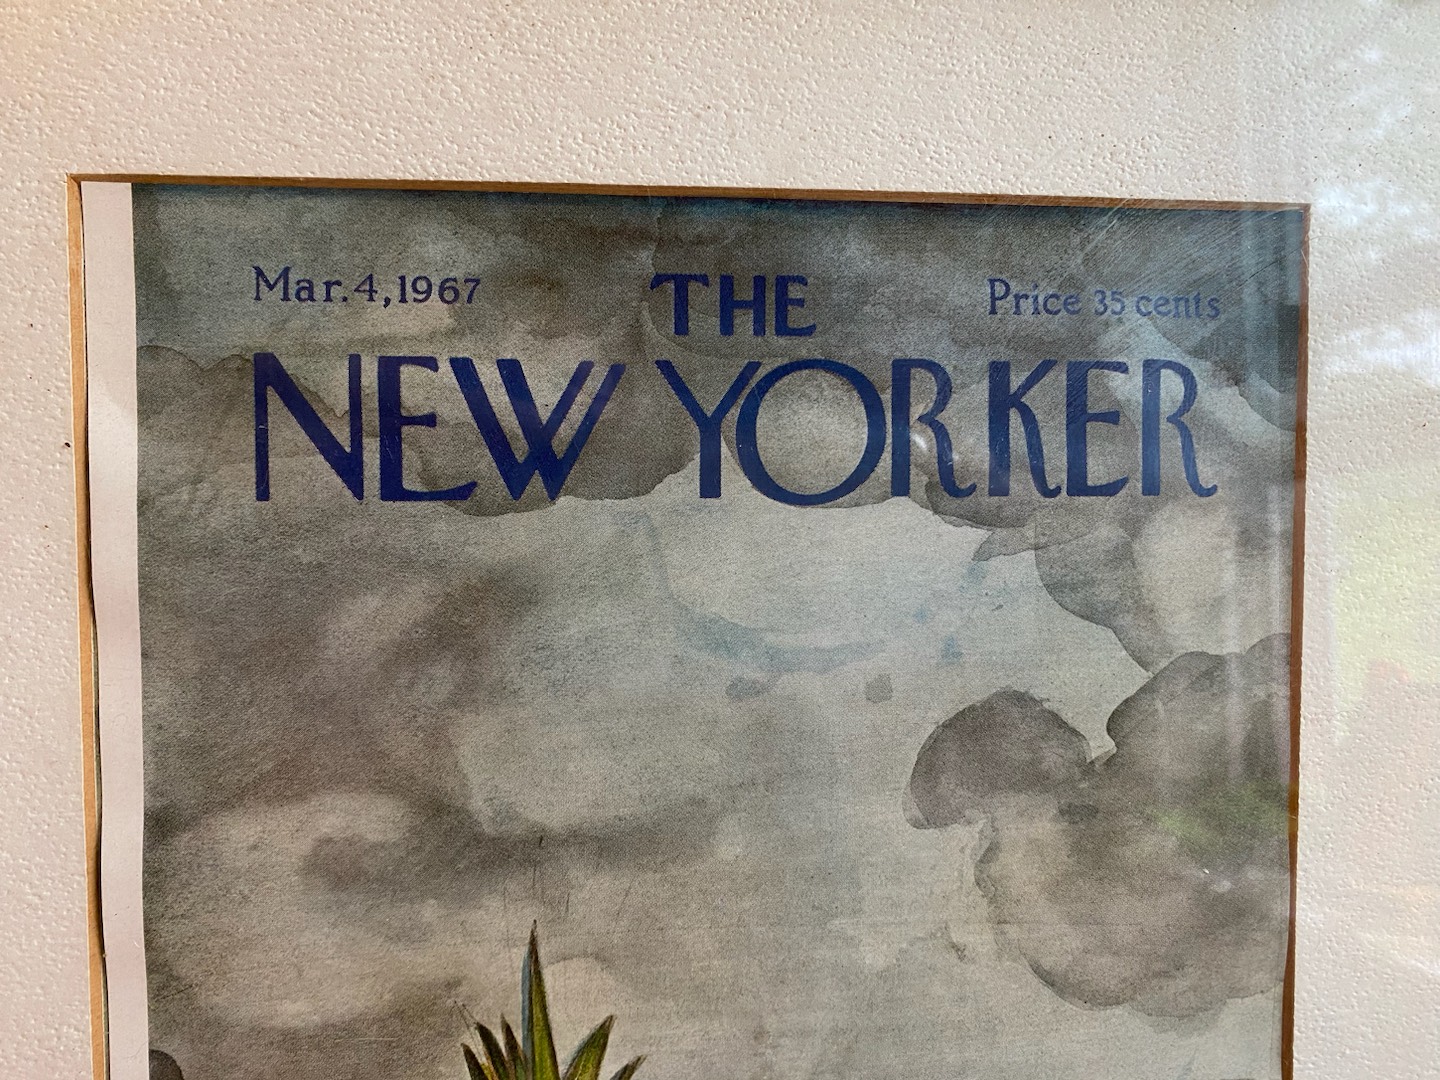 Mar. 4, 1967
THE
Price 35 cents
NEW YORKER